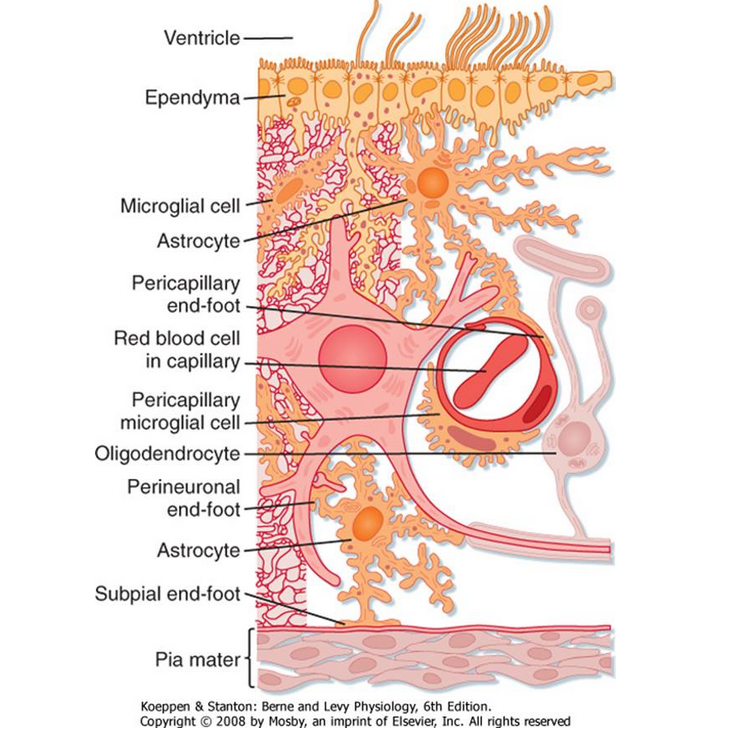 Ventricle
Ependyma
Microglial cell
Astrocyte
Pericapillary
end-foot
Red blood cell
in capillary
Pericapillary
microglial cell
Oligodendrocyte
Perineuronal
end-foot
Astrocyte
Subpial end-foot
Pia mater
Koeppen & Stanton: Berne and Levy Physiology, 6th Edition.
Copyright © 2008 by Mosby, an imprint of Elsevier, Inc. All rights reserved